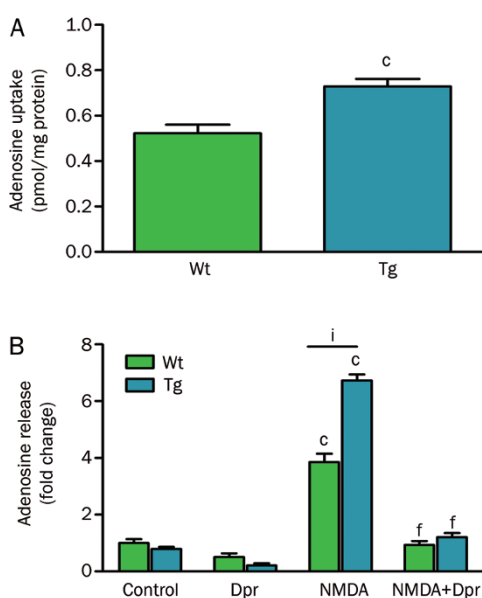 A
Adenosine uptake
(pmol/mg protein)
1.0
0.8
0.6
0.4
0.2
0.0
c
Wt
Tg
B
Adenosine release
(fold change)
8
6
4
2
0
Wt
Tg
i
c
c
f
f
Control
Dpr
NMDA
NMDA+Dpr